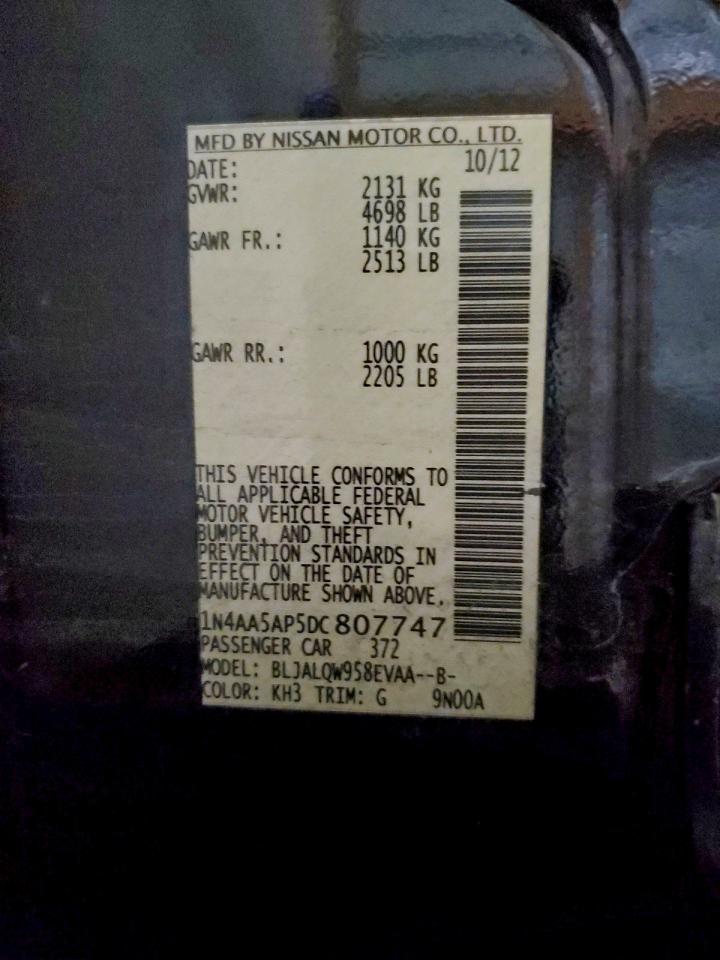 MFD BY NISSAN MOTOR CO., LTD.
DATE: 10/12
GVWR: 2131 KG
4698 LB
GAWR FR.: 1140 KG
2513 LB
GAWR RR.: 1000 KG
2205 LB
THIS VEHICLE CONFORMS TO
ALL APPLICABLE FEDERAL
MOTOR VEHICLE SAFETY,
BUMPER, AND THEFT
PREVENTION STANDARDS IN
EFFECT ON THE DATE OF
MANUFACTURE SHOWN ABOVE.
1N4AA5AP5DC807747
PASSENGER CAR 372
MODEL: BLJALQW958EVAA--B-
COLOR: KH3 TRIM: G 9N00A